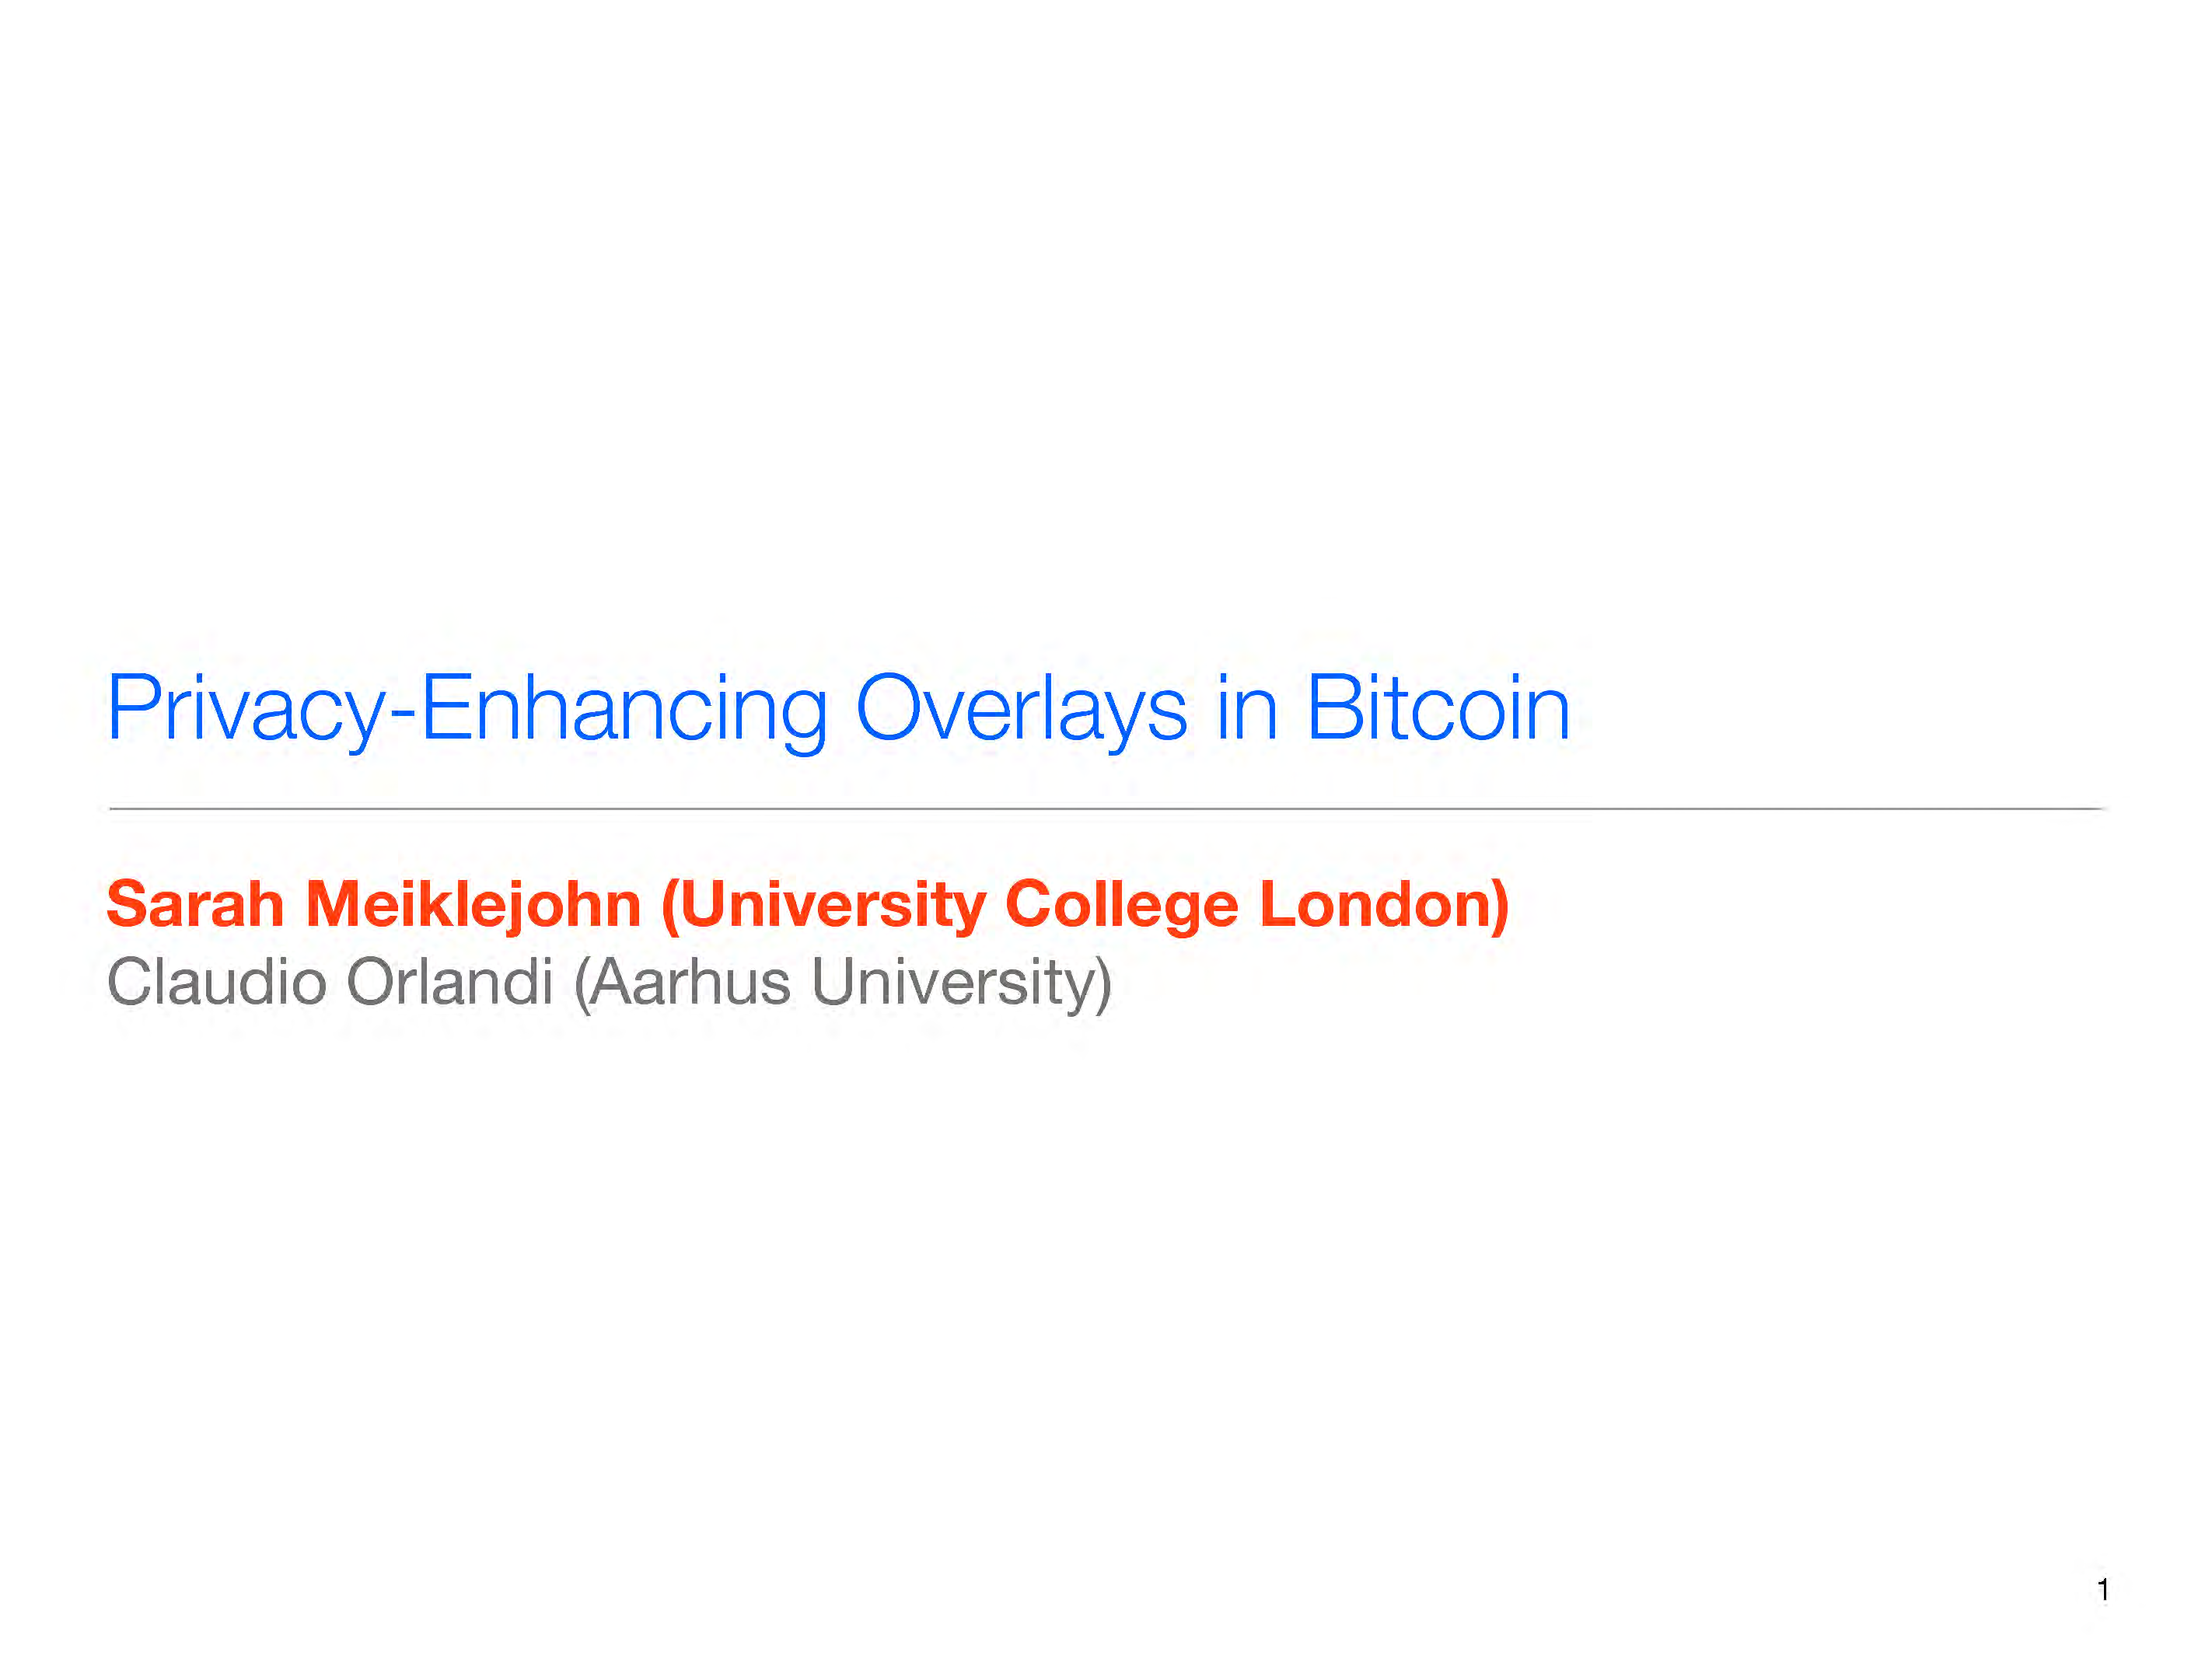 Privacy-Enhancing Overlays in Bitcoin
Sarah Meiklejohn (University College London)
Claudio Orlandi (Aarhus University)
1